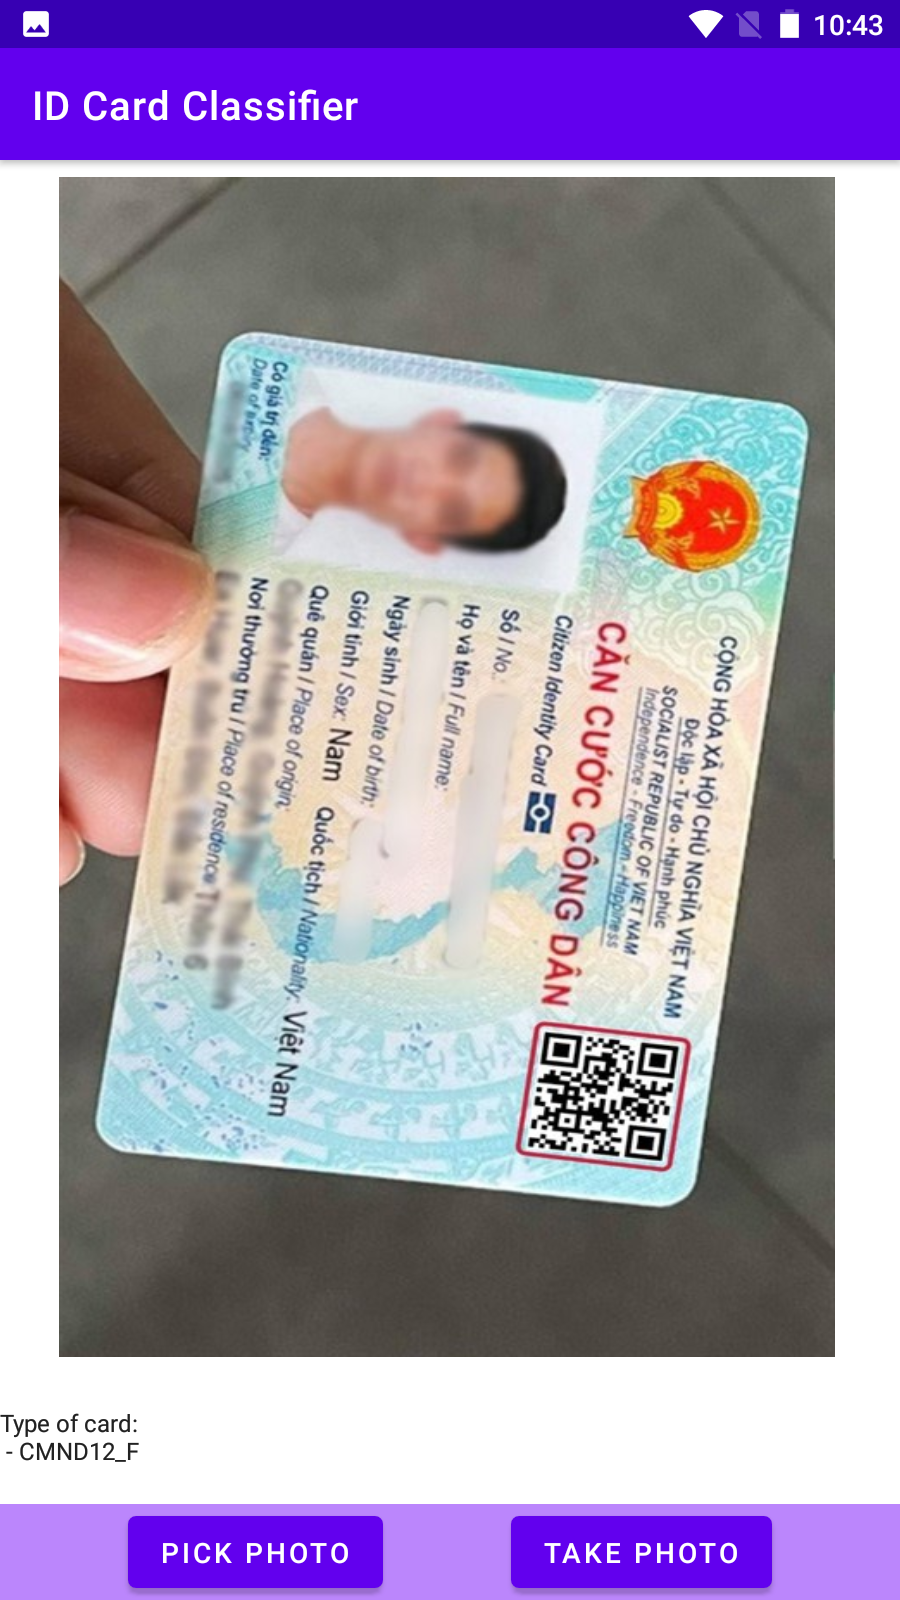 10:43
ID Card Classifier
CỘNG HÒA XÃ HỘI CHỦ NGHĨA VIỆT NAM
Độc lập - Tự do - Hạnh phúc
SOCIALIST REPUBLIC OF VIET NAM
Independence - Freedom - Happiness
CĂN CƯỚC CÔNG DÂN
Citizen Identity Card
Số / No.:
Họ và tên / Full name:
Ngày sinh / Date of birth:
Giới tính / Sex: Nam Quốc tịch / Nationality: Việt Nam
Quê quán / Place of origin:
Nơi thường trú / Place of residence:
Có giá trị đến:
Date of expiry
Type of card:
- CMND12_F
PICK PHOTO
TAKE PHOTO